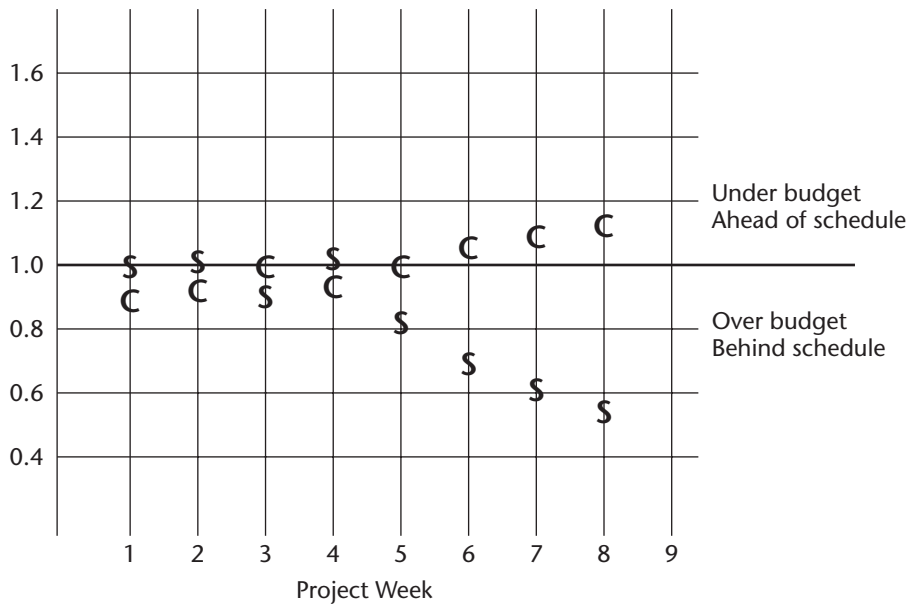 1.6
1.4
1.2
Under budget
Ahead of schedule
C
C
C
S
S
C
S
C
1.0
C
C
S
C
Over budget
Behind schedule
0.8
S
S
0.6
S
S
0.4
1 2 3 4 5 6 7 8 9
Project Week